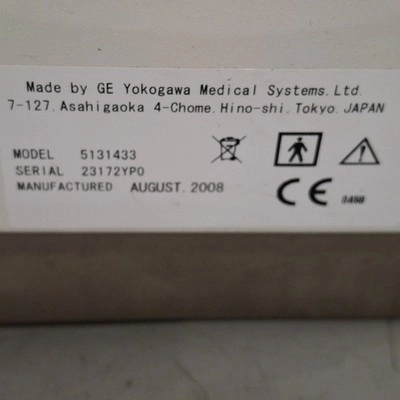 Made by GE Yokogawa Medical Systems. Ltd.
7-127. Asahigaoka 4-Chome. Hino-shi. Tokyo. JAPAN
MODEL 5131433
SERIAL 23172YP0
MANUFACTURED AUGUST. 2008
CE